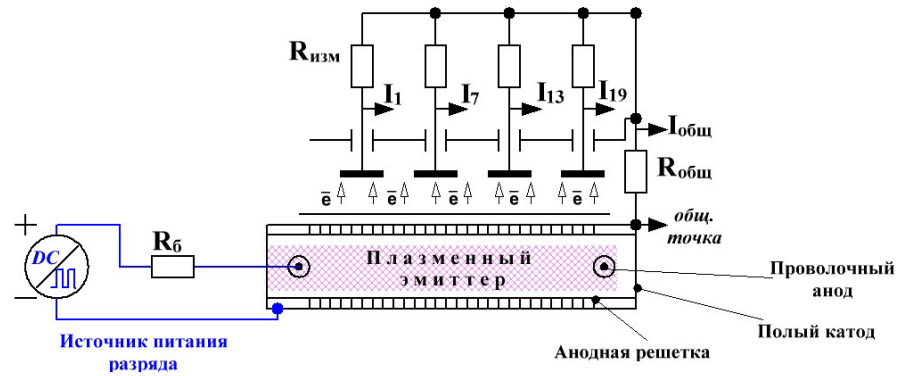 Rизм
I1
I7
I13
I19
Iобщ
Rобщ
ē ē ē ē ē
общ.
точка
+
DC
−
Rб
Плазменный
эмиттер
Проволочный
анод
Источник питания
разряда
Анодная решетка
Полый катод